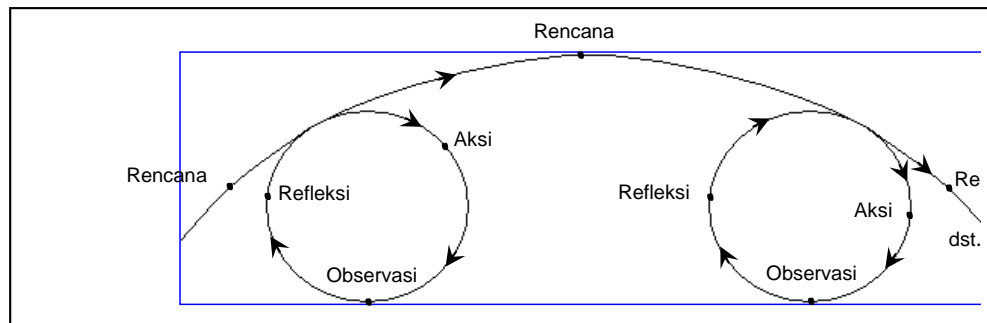 Rencana
Aksi
Rencana
Refleksi
Observasi
Refleksi
Aksi
Observasi
Re
dst.